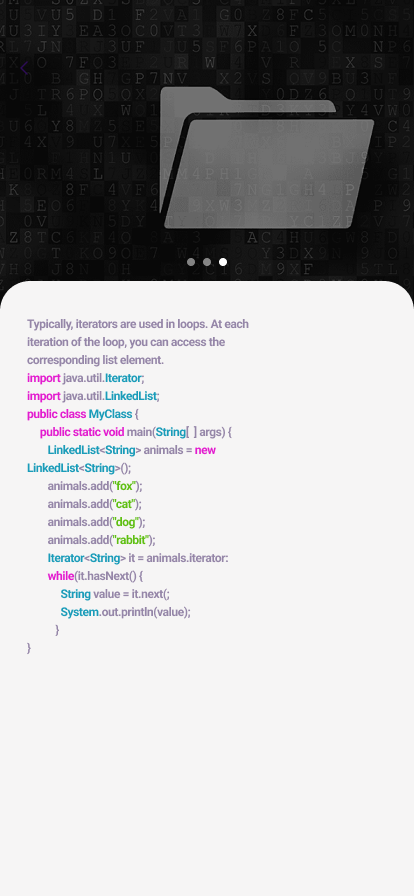 Typically, iterators are used in loops. At each
iteration of the loop, you can access the
corresponding list element.
import java.util.Iterator;
import java.util.LinkedList;
public class MyClass {
public static void main(String[ ] args) {
LinkedList<String> animals = new
LinkedList<String>();
animals.add("fox");
animals.add("cat");
animals.add("dog");
animals.add("rabbit");
Iterator<String> it = animals.iterator:
while(it.hasNext() {
String value = it.next(;
System.out.println(value);
}
}